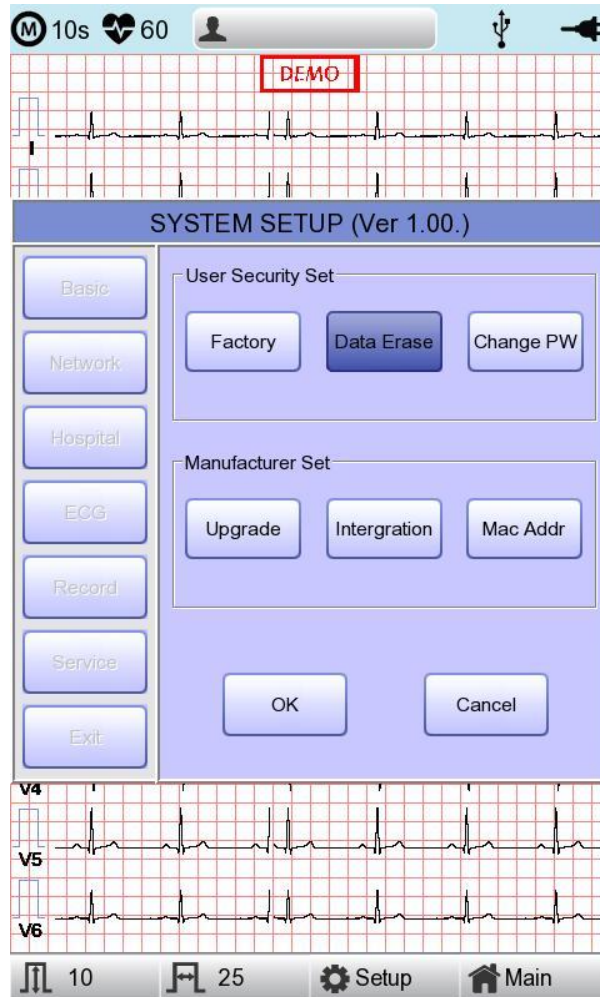 M 10s 60
DEMO
I
SYSTEM SETUP (Ver 1.00.)
Basic
Network
Hospital
ECG
Record
Service
Exit
User Security Set
Factory Data Erase Change PW
Manufacturer Set
Upgrade Intergration Mac Addr
OK Cancel
V4
V5
V6
10 25 Setup Main